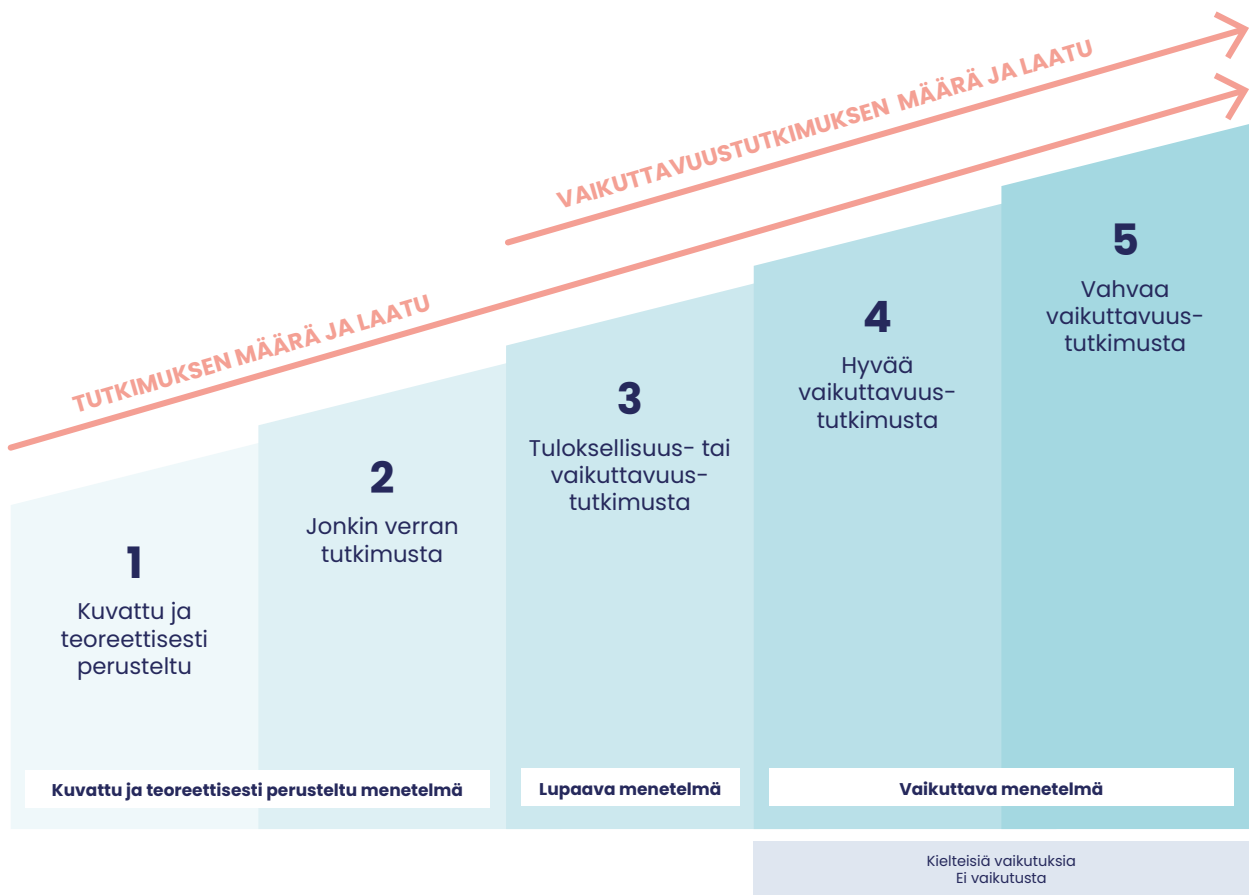 VAIKUTTAVUUSTUTKIMUKSEN MÄÄRÄ JA LAATU
TUTKIMUKSEN MÄÄRÄ JA LAATU
1
Kuvattu ja
teoreettisesti
perusteltu
2
Jonkin verran
tutkimusta
3
Tuloksellisuus- tai
vaikuttavuus-
tutkimusta
4
Hyvää
vaikuttavuus-
tutkimusta
5
Vahvaa
vaikuttavuus-
tutkimusta
Kuvattu ja teoreettisesti perusteltu menetelmä
Lupaava menetelmä
Vaikuttava menetelmä
Kielteisiä vaikutuksia
Ei vaikutusta